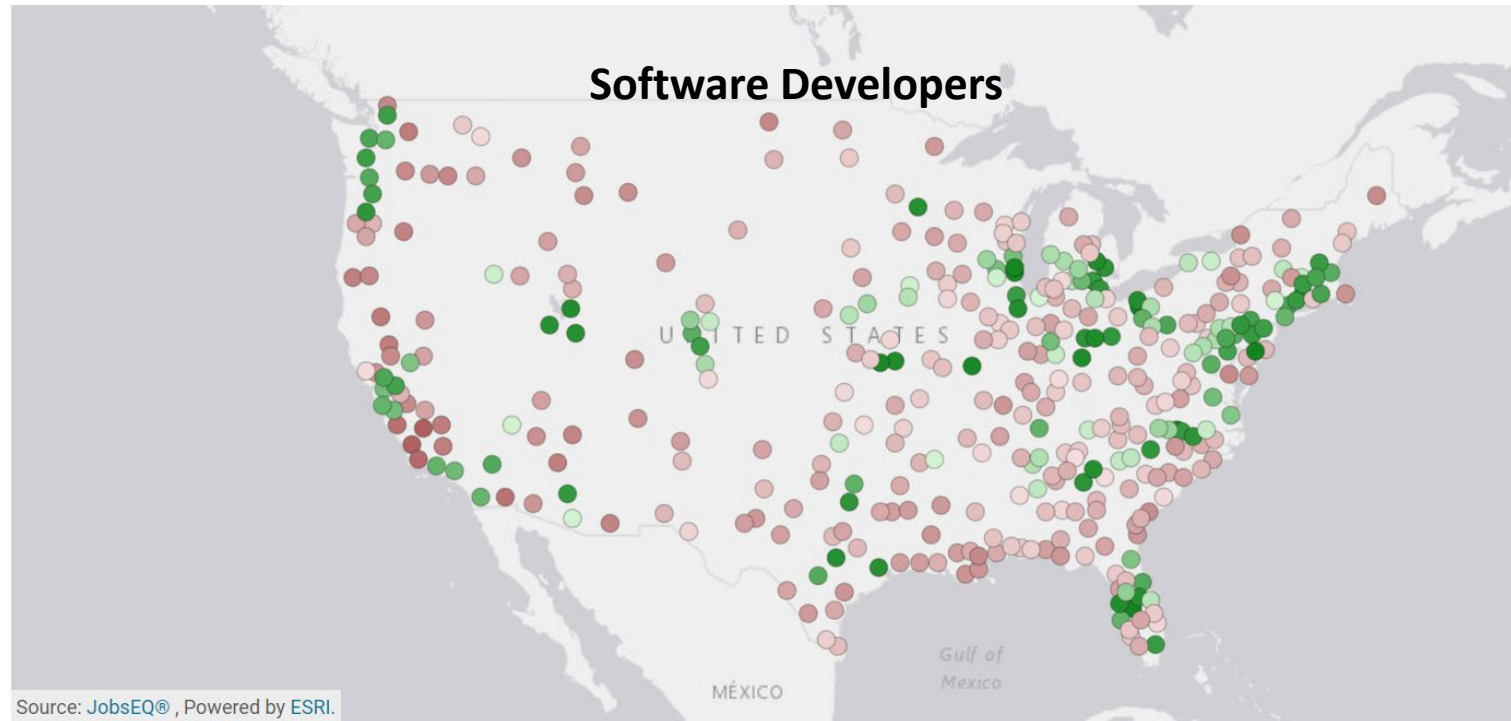 Software Developers
UNITED STATES
Gulf of
Mexico
MÉXICO
Source: JobsEQ® , Powered by ESRI.